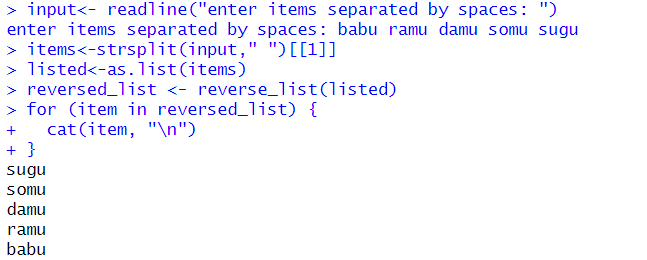 > input<- readline("enter items separated by spaces: ")
enter items separated by spaces: babu ramu damu somu sugu
> items<-strsplit(input," ")[[1]]
> listed<-as.list(items)
> reversed_list <- reverse_list(listed)
> for (item in reversed_list) {
+   cat(item, "\n")
+ }
sugu
somu
damu
ramu
babu